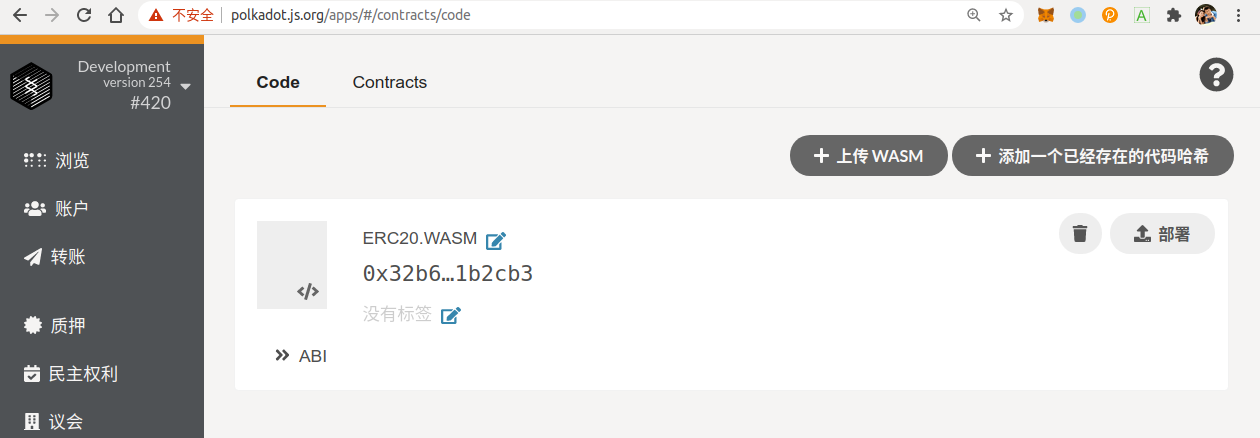 不安全 polkadot.js.org/apps/#/contracts/code
Development
version 254
#420
Code Contracts
浏览
账户
转账
质押
民主权利
议会
上传 WASM 添加一个已经存在的代码哈希
ERC20.WASM
部署
0x32b6…1b2cb3
没有标签
ABI